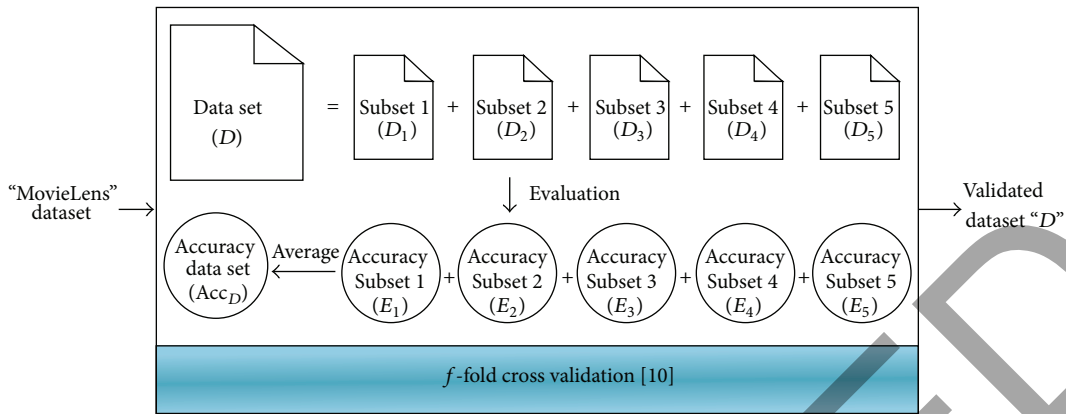 Data set
(D)
=
Subset 1
(D₁)
+
Subset 2
(D₂)
+
Subset 3
(D₃)
+
Subset 4
(D₄)
+
Subset 5
(D₅)
"MovieLens"
dataset
Evaluation
Validated
dataset "D"
Accuracy
data set
(Acc_D)
Average
Accuracy
Subset 1
(E₁)
+
Accuracy
Subset 2
(E₂)
+
Accuracy
Subset 3
(E₃)
+
Accuracy
Subset 4
(E₄)
+
Accuracy
Subset 5
(E₅)
f-fold cross validation [10]